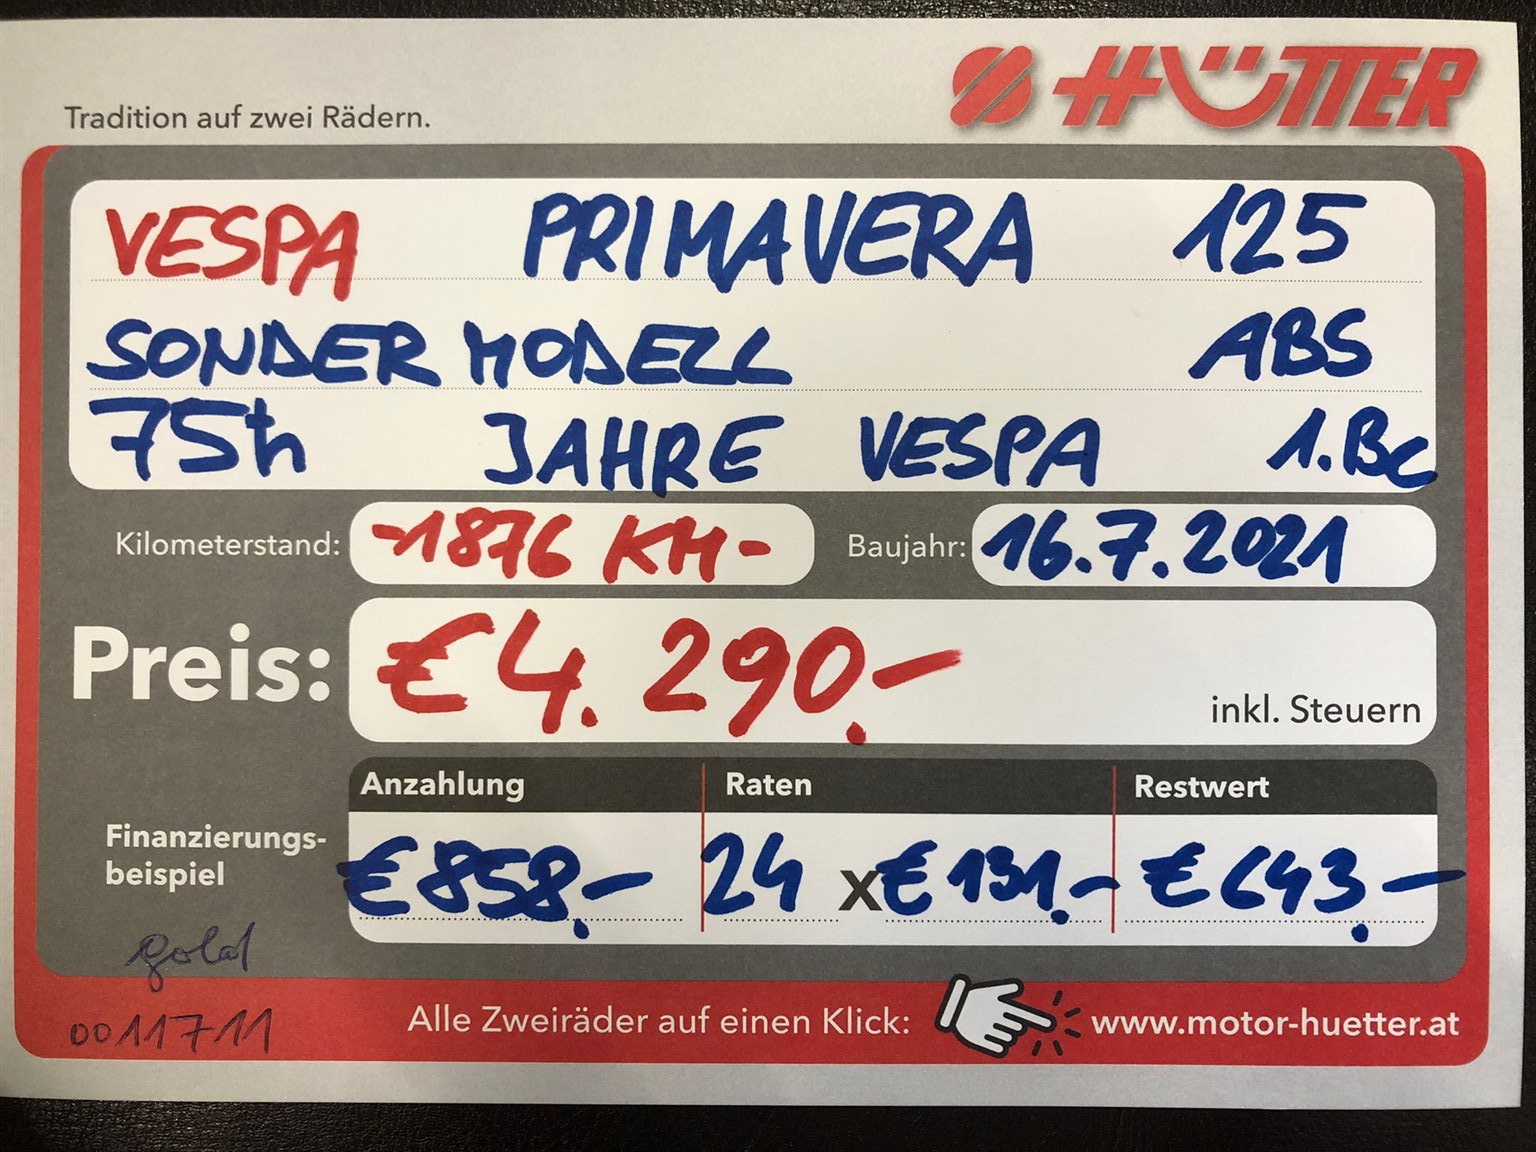 Tradition auf zwei Rädern.
HÜTTER
VESPA PRIMAVERA 125
SONDER MODELL ABS
75th JAHRE VESPA 1.Bc
Kilometerstand: -1876 KM- Baujahr: 16.7.2021
Preis: €4.290.-
inkl. Steuern
Anzahlung Raten Restwert
Finanzierungs-
beispiel
€858.- 24 x €131.- €643.-
gold
0011711
Alle Zweiräder auf einen Klick: www.motor-huetter.at